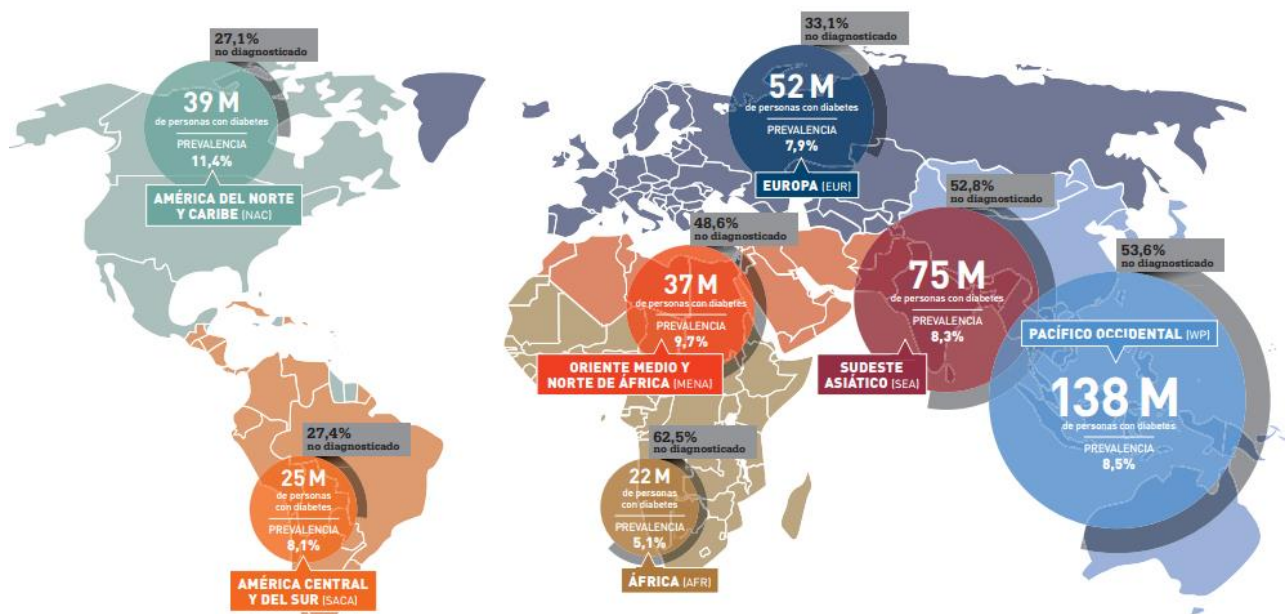 27,1%
no diagnosticado
39 M
de personas con diabetes
PREVALENCIA
11,4%
AMÉRICA DEL NORTE
Y CARIBE (NAC)
33,1%
no diagnosticado
52 M
de personas con diabetes
PREVALENCIA
7,9%
EUROPA (EUR)
48,6%
no diagnosticado
37 M
de personas con diabetes
PREVALENCIA
9,7%
ORIENTE MEDIO Y
NORTE DE ÁFRICA (MENA)
52,8%
no diagnosticado
75 M
de personas con diabetes
PREVALENCIA
8,3%
SUDESTE
ASIÁTICO (SEA)
53,6%
no diagnosticado
PACÍFICO OCCIDENTAL (WP)
138 M
de personas con diabetes
PREVALENCIA
8,5%
27,4%
no diagnosticado
25 M
de personas
con diabetes
PREVALENCIA
8,1%
AMÉRICA CENTRAL
Y DEL SUR (SACA)
62,5%
no diagnosticado
22 M
de personas
con diabetes
PREVALENCIA
5,1%
ÁFRICA (AFR)